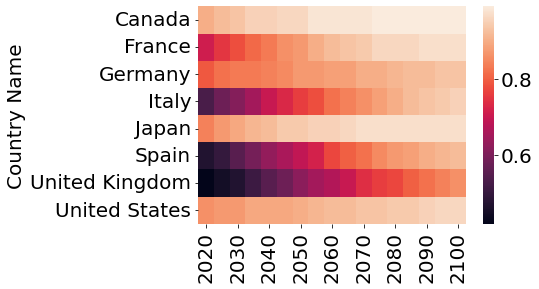 Country Name
Canada
France
Germany
Italy
Japan
Spain
United Kingdom
United States
2020
2030
2040
2050
2060
2070
2080
2090
2100
0.8
0.6